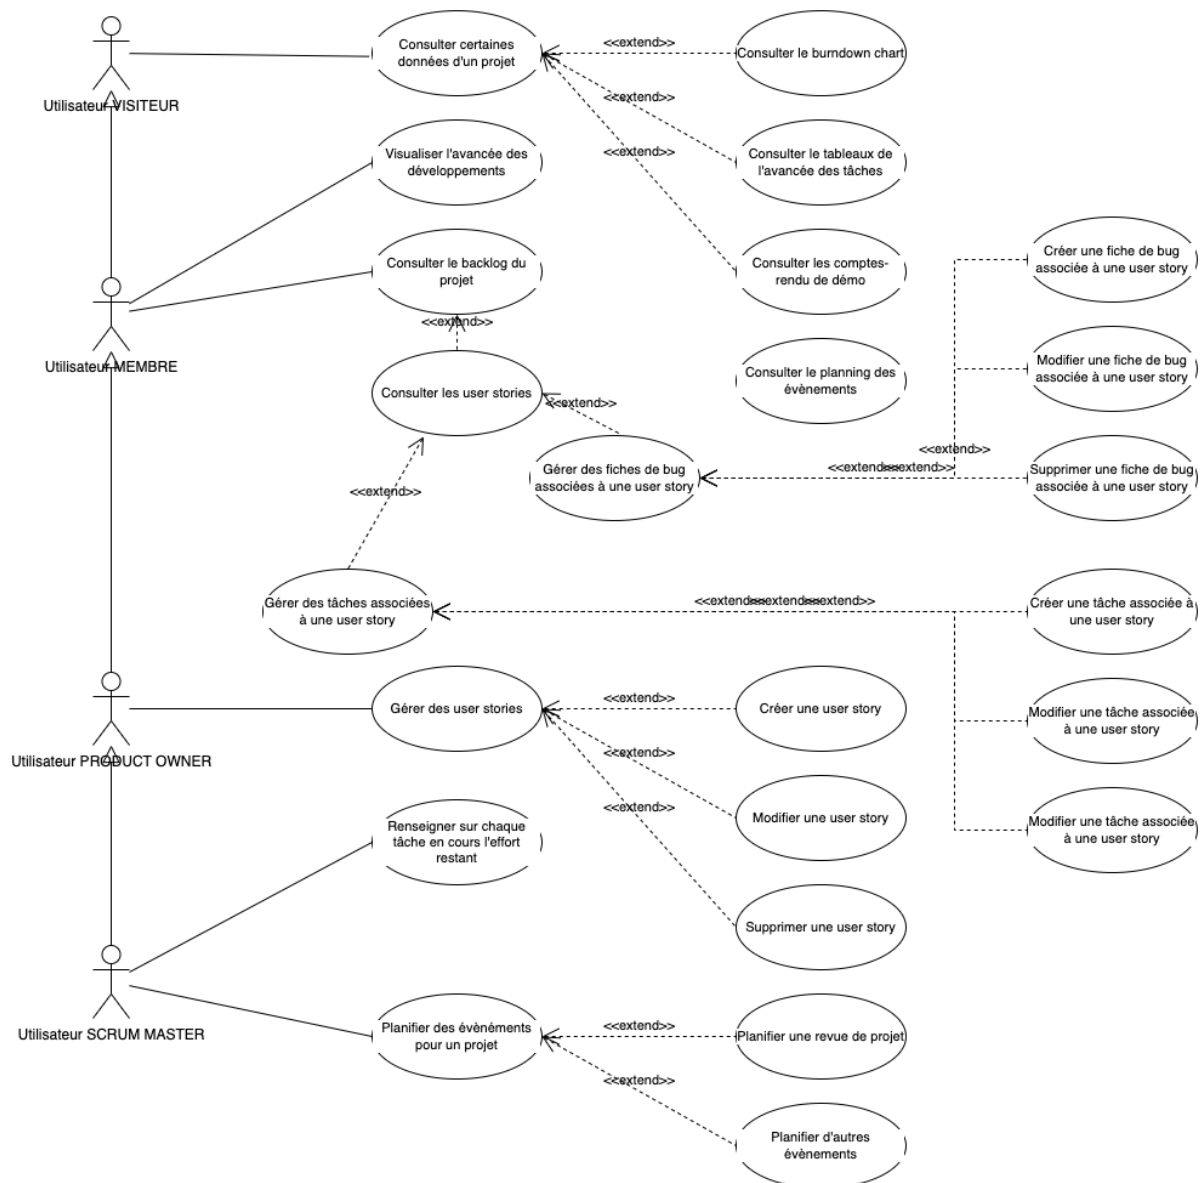 Consulter certaines
données d'un projet
<<extend>>
Consulter le burndown chart
Utilisateur VISITEUR
<<extend>>
Visualiser l'avancée des
développements
<<extend>>
Consulter le tableaux de
l'avancée des tâches
Consulter le backlog du
projet
Consulter les comptes-
rendu de démo
Créer une fiche de bug
associée à une user story
<<extend>>
Utilisateur MEMBRE
Consulter les user stories
Consulter le planning des
évènements
Modifier une fiche de bug
associée à une user story
<<extend>>
<<extend>>
Gérer des fiches de bug
associées à une user story
<<extend>>
<<extend>>
<<extend>>
Supprimer une fiche de bug
associée à une user story
Gérer des tâches associées
à une user story
<<extend>>
<<extend>>
<<extend>>
Créer une tâche associée à
une user story
Gérer des user stories
<<extend>>
Créer une user story
Modifier une tâche associée
à une user story
Utilisateur PRODUCT OWNER
<<extend>>
Modifier une user story
Modifier une tâche associée
à une user story
Renseigner sur chaque
tâche en cours l'effort
restant
<<extend>>
Supprimer une user story
Utilisateur SCRUM MASTER
Planifier des évènéments
pour un projet
<<extend>>
Planifier une revue de projet
<<extend>>
Planifier d'autres
évènements